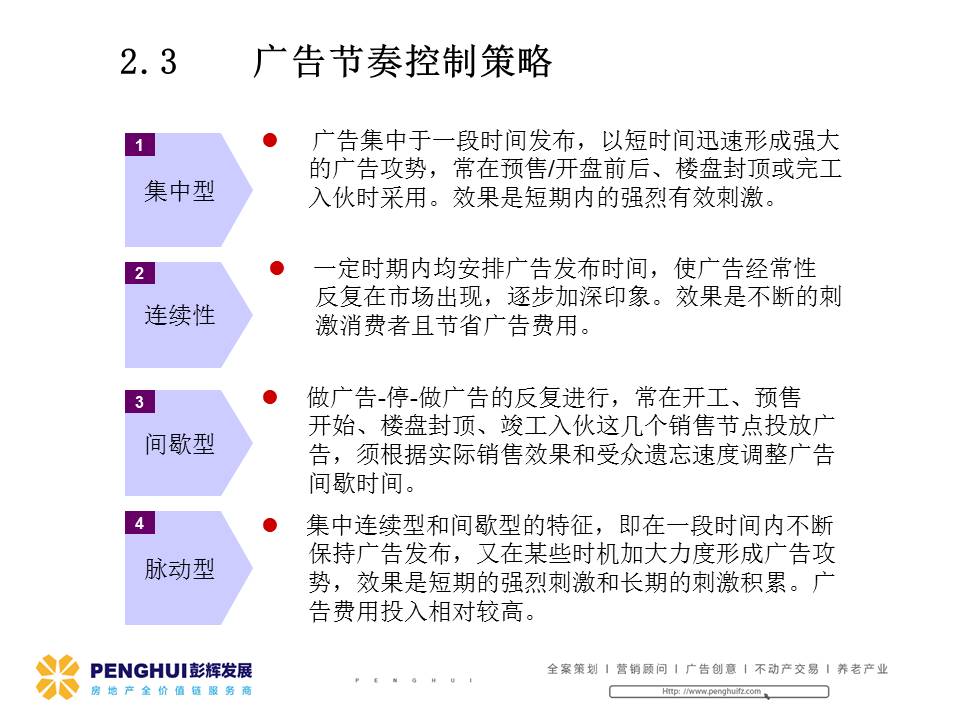 2.3 广告节奏控制策略
1
集中型
● 广告集中于一段时间发布，以短时间迅速形成强大
的广告攻势，常在预售/开盘前后、楼盘封顶或完工
入伙时采用。效果是短期内的强烈有效刺激。
2
连续性
● 一定时期内均安排广告发布时间，使广告经常性
反复在市场出现，逐步加深印象。效果是不断的刺
激消费者且节省广告费用。
3
间歇型
● 做广告-停-做广告的反复进行，常在开工、预售
开始、楼盘封顶、竣工入伙这几个销售节点投放广
告，须根据实际销售效果和受众遗忘速度调整广告
间歇时间。
4
脉动型
● 集中连续型和间歇型的特征，即在一段时间内不断
保持广告发布，又在某些时机加大力度形成广告攻
势，效果是短期的强烈刺激和长期的刺激积累。广
告费用投入相对较高。
PENGHUI彭辉发展
房地产全价值链服务商
PENGHUI
全案策划 I 营销顾问 I 广告创意 I 不动产交易 I 养老产业
Http: //www.penghuifz.com